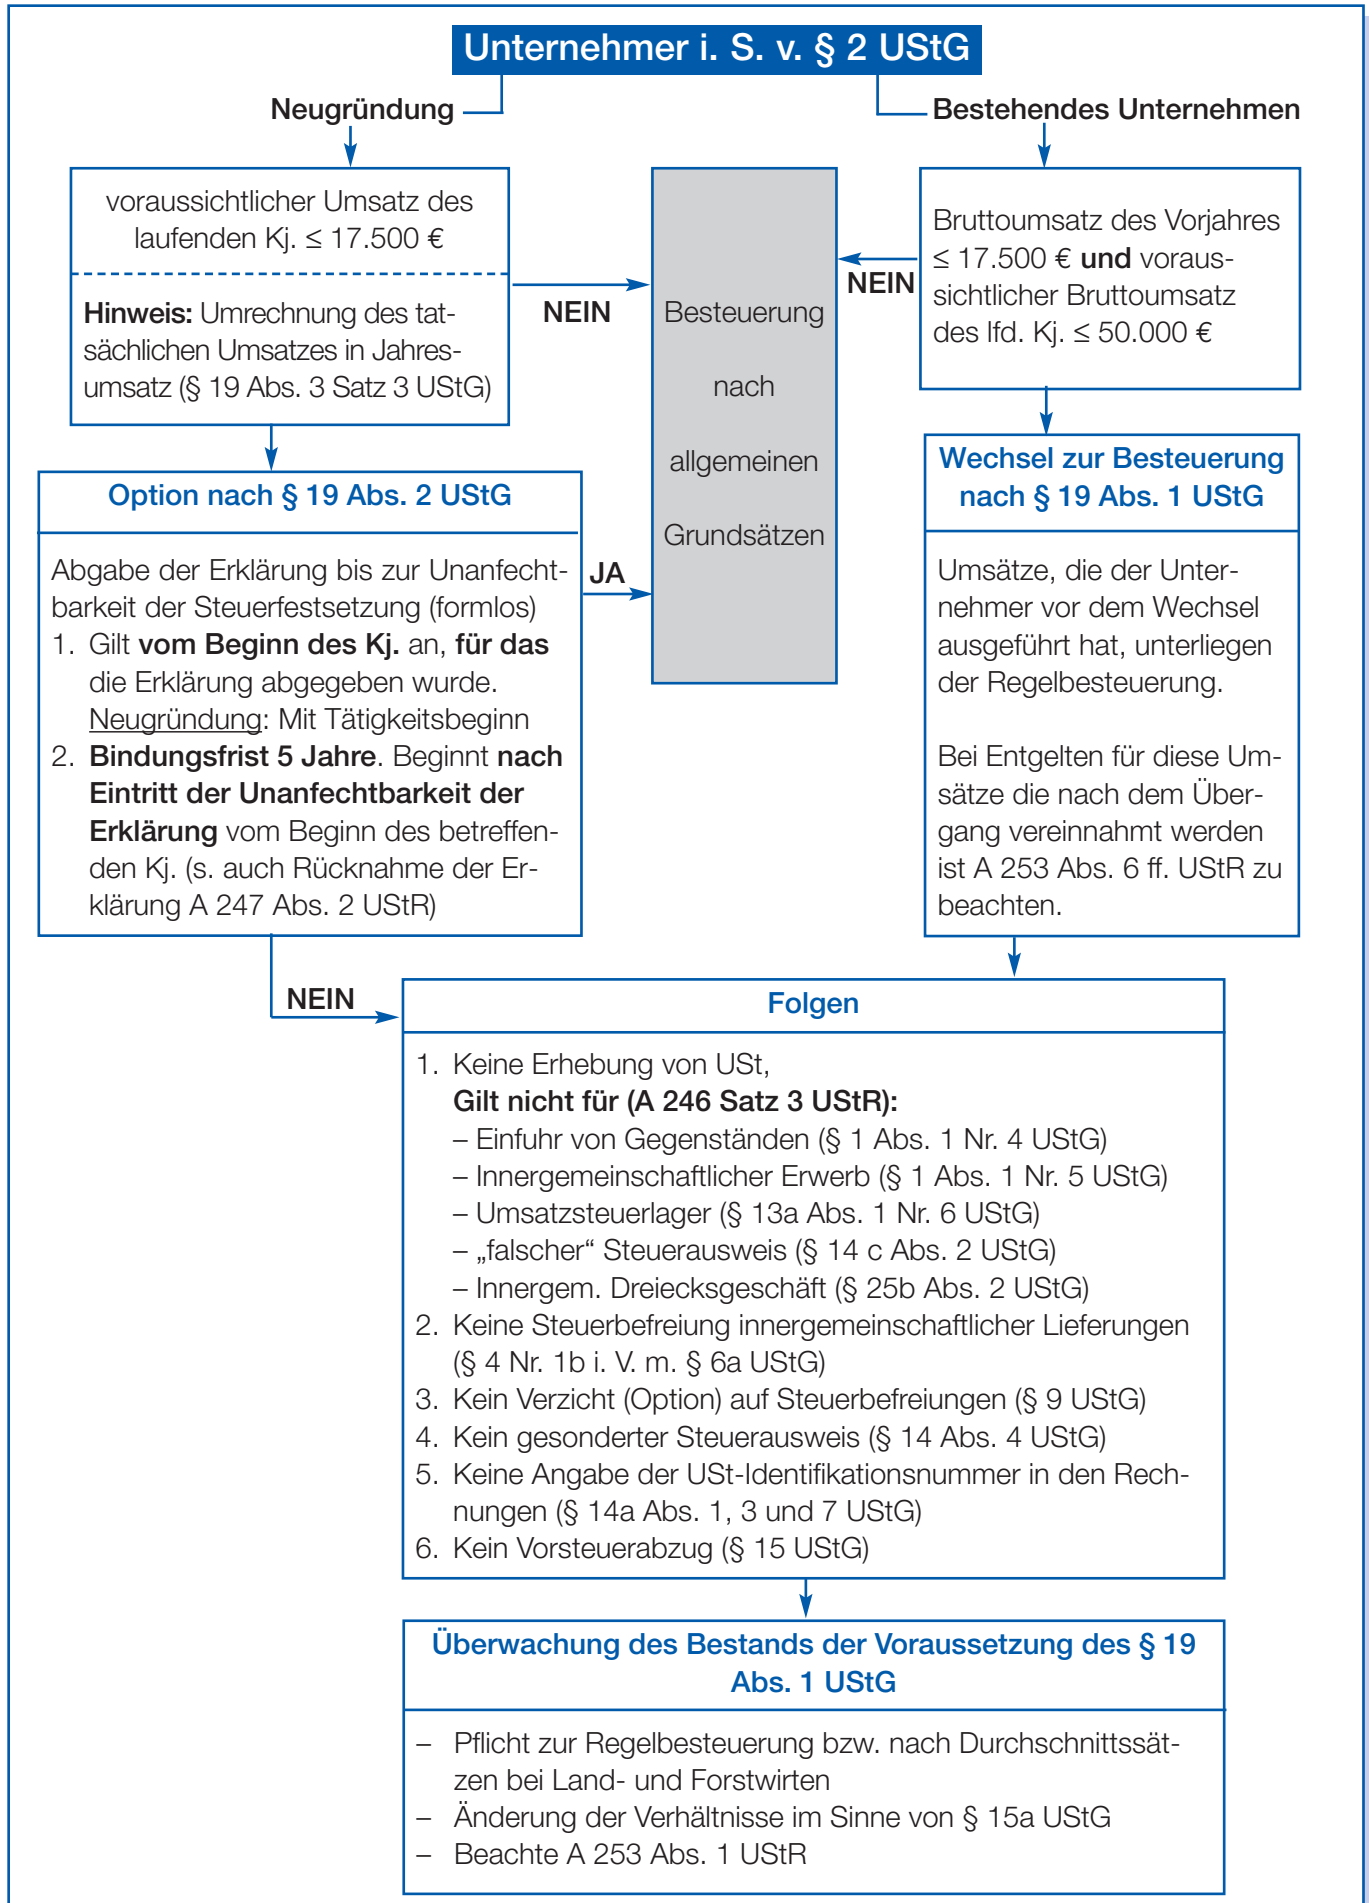 Unternehmer i. S. v. § 2 UStG
Neugründung
Bestehendes Unternehmen
voraussichtlicher Umsatz des
laufenden Kj. ≤ 17.500 €
Hinweis: Umrechnung des tat-
sächlichen Umsatzes in Jahres-
umsatz (§ 19 Abs. 3 Satz 3 UStG)
NEIN
Besteuerung
nach
allgemeinen
Grundsätzen
NEIN
Bruttoumsatz des Vorjahres
≤ 17.500 € und voraus-
sichtlicher Bruttoumsatz
des lfd. Kj. ≤ 50.000 €
Option nach § 19 Abs. 2 UStG
Abgabe der Erklärung bis zur Unanfecht-
barkeit der Steuerfestsetzung (formlos)
1. Gilt vom Beginn des Kj. an, für das
die Erklärung abgegeben wurde.
Neugründung: Mit Tätigkeitsbeginn
2. Bindungsfrist 5 Jahre. Beginnt nach
Eintritt der Unanfechtbarkeit der
Erklärung vom Beginn des betreffen-
den Kj. (s. auch Rücknahme der Er-
klärung A 247 Abs. 2 UStR)
JA
Wechsel zur Besteuerung
nach § 19 Abs. 1 UStG
Umsätze, die der Unter-
nehmer vor dem Wechsel
ausgeführt hat, unterliegen
der Regelbesteuerung.
Bei Entgelten für diese Um-
sätze die nach dem Über-
gang vereinnahmt werden
ist A 253 Abs. 6 ff. UStR zu
beachten.
NEIN
Folgen
1. Keine Erhebung von USt,
Gilt nicht für (A 246 Satz 3 UStR):
– Einfuhr von Gegenständen (§ 1 Abs. 1 Nr. 4 UStG)
– Innergemeinschaftlicher Erwerb (§ 1 Abs. 1 Nr. 5 UStG)
– Umsatzsteuerlager (§ 13a Abs. 1 Nr. 6 UStG)
– „falscher“ Steuerausweis (§ 14 c Abs. 2 UStG)
– Innergem. Dreiecksgeschäft (§ 25b Abs. 2 UStG)
2. Keine Steuerbefreiung innergemeinschaftlicher Lieferungen
(§ 4 Nr. 1b i. V. m. § 6a UStG)
3. Kein Verzicht (Option) auf Steuerbefreiungen (§ 9 UStG)
4. Kein gesonderter Steuerausweis (§ 14 Abs. 4 UStG)
5. Keine Angabe der USt-Identifikationsnummer in den Rech-
nungen (§ 14a Abs. 1, 3 und 7 UStG)
6. Kein Vorsteuerabzug (§ 15 UStG)
Überwachung des Bestands der Voraussetzung des § 19
Abs. 1 UStG
– Pflicht zur Regelbesteuerung bzw. nach Durchschnittssät-
zen bei Land- und Forstwirten
– Änderung der Verhältnisse im Sinne von § 15a UStG
– Beachte A 253 Abs. 1 UStR